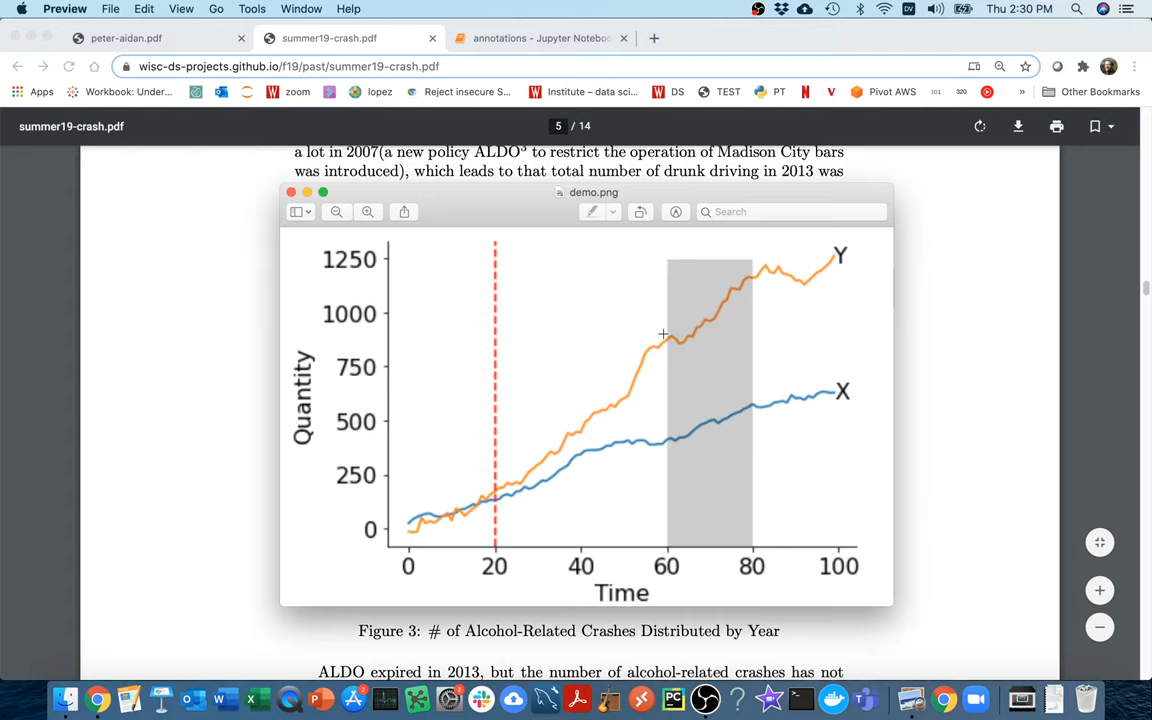 Preview File Edit View Go Tools Window Help DV Thu 2:30 PM
peter-aidan.pdf summer19-crash.pdf annotations - Jupyter Noteboo
wisc-ds-projects.github.io/f19/past/summer19-crash.pdf
Apps Workbook: Under... zoom lopez Reject insecure S... Institute – data sci... DS TEST PT Pivot AWS 301 320 » Other Bookmarks
summer19-crash.pdf 5 / 14
a lot in 2007(a new policy ALDO³ to restrict the operation of Madison City bars
was introduced), which leads to that total number of drunk driving in 2013 was
demo.png
Search
1250
1000
750
500
250
0
Quantity
Y
X
0 20 40 60 80 100
Time
Figure 3: # of Alcohol-Related Crashes Distributed by Year
ALDO expired in 2013, but the number of alcohol-related crashes has not